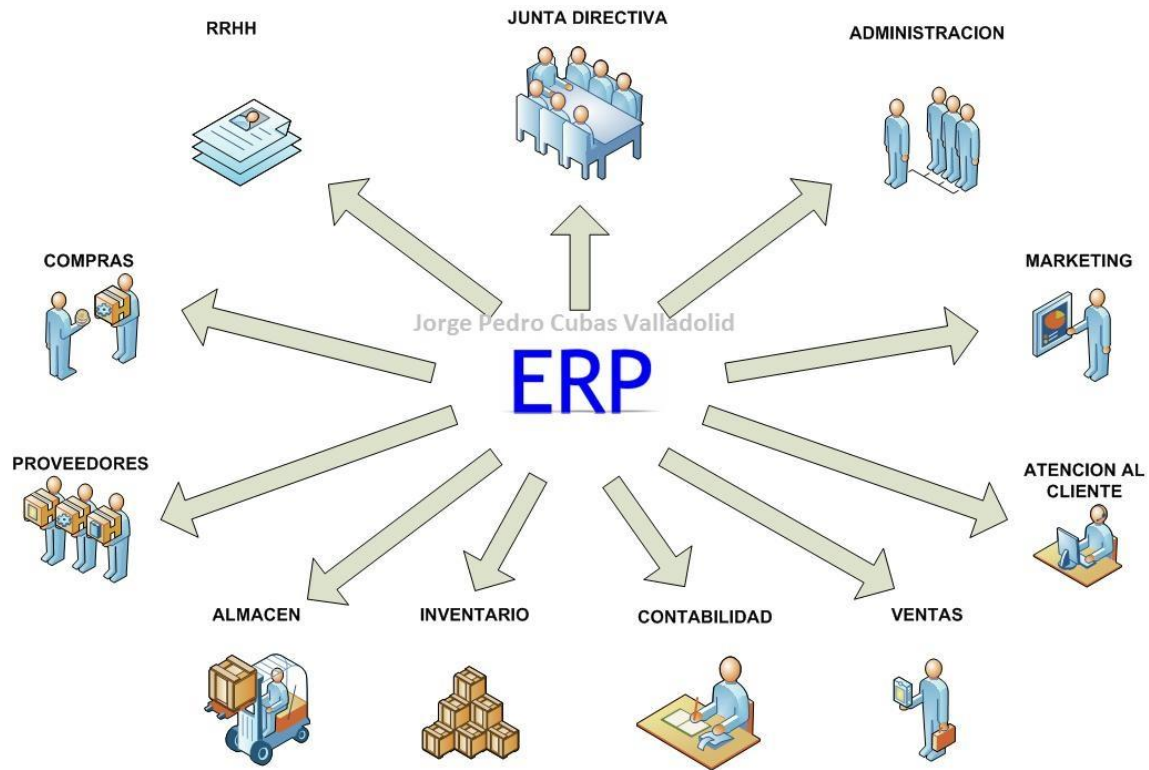 JUNTA DIRECTIVA
RRHH
ADMINISTRACION
COMPRAS
MARKETING
Jorge Pedro Cubas Valladolid
ERP
PROVEEDORES
ATENCION AL
CLIENTE
ALMACEN
INVENTARIO
CONTABILIDAD
VENTAS